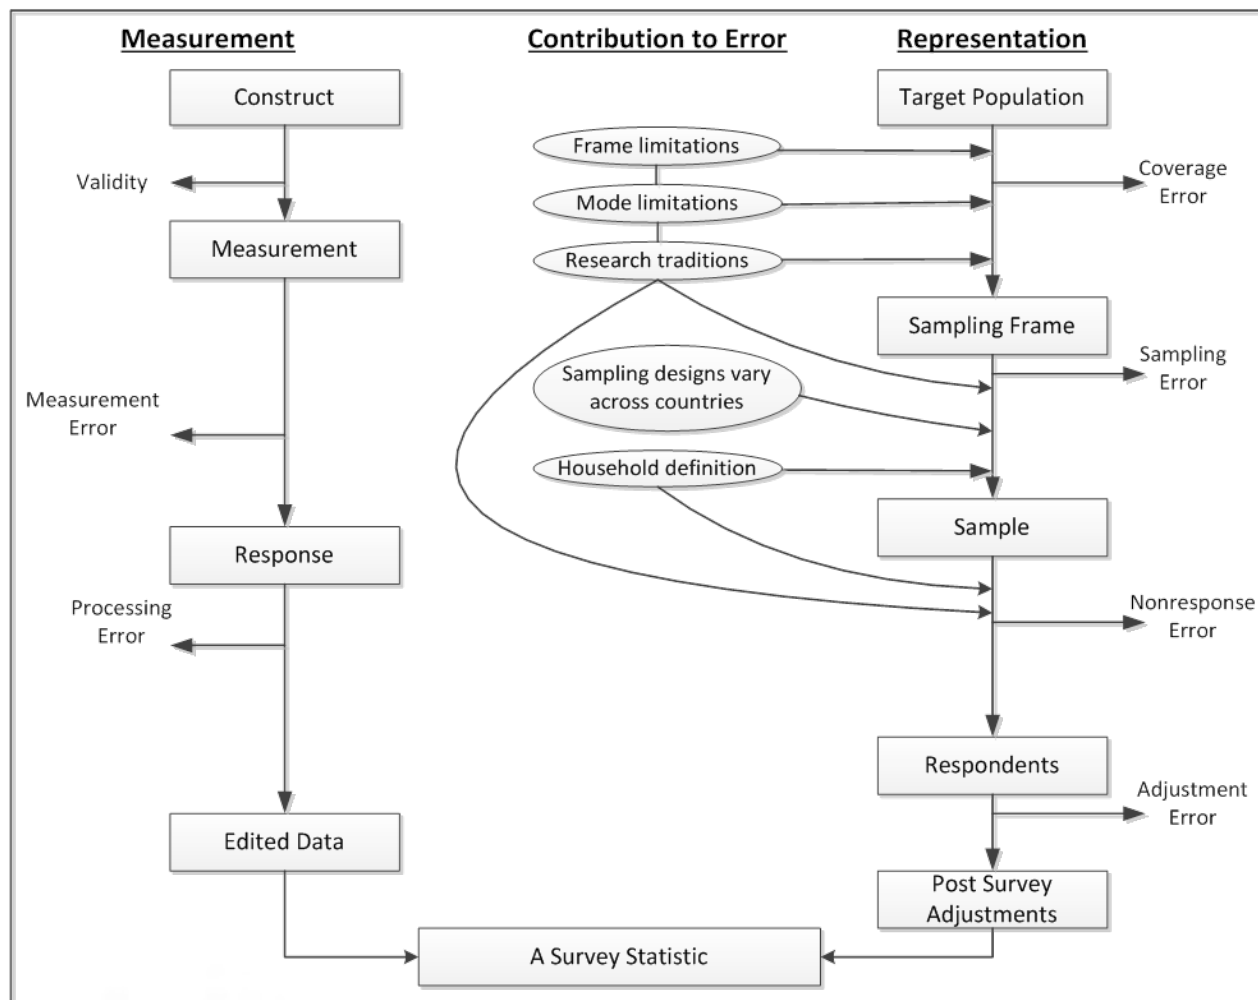 Measurement
Contribution to Error
Representation
Construct
Target Population
Frame limitations
Validity
Coverage
Error
Mode limitations
Measurement
Research traditions
Sampling Frame
Sampling
Error
Sampling designs vary
across countries
Measurement
Error
Household definition
Sample
Response
Processing
Error
Nonresponse
Error
Respondents
Adjustment
Error
Edited Data
Post Survey
Adjustments
A Survey Statistic